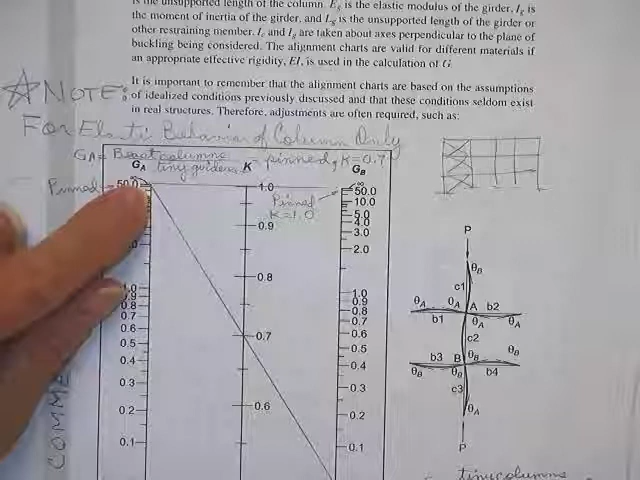 is the unsupported length of the column. Eg is the elastic modulus of the girder, Ig is
the moment of inertia of the girder, and Lg is the unsupported length of the girder or
other restraining member. Ic and Ig are taken about axes perpendicular to the plane of
buckling being considered. The alignment charts are valid for different materials if
an appropriate effective rigidity, EI, is used in the calculation of G.
It is important to remember that the alignment charts are based on the assumptions
of idealized conditions previously discussed and that these conditions seldom exist
in real structures. Therefore, adjustments are often required, such as:
☆NOTE:
For Elastic Behavior of Column Only
GA= Beast columns pinned, K=0.7
tiny girders
GA K GB
Pinned
50.0
∞
1.0
Pinned
K=1.0
∞
50.0
10.0
5.0
4.0
3.0
2.0
0.9
0.8
0.7
0.6
1.0
0.9
0.8
0.7
0.6
0.5
0.4
0.3
0.2
0.1
.0
1.0
0.9
0.8
0.7
0.6
0.5
0.4
0.3
0.2
0.1
P
θB
c1
θA θA A b2
b1 θA θA
c2
b3 B θB θB
θB θB b4
c3
θA
P
tiny columns
COMME